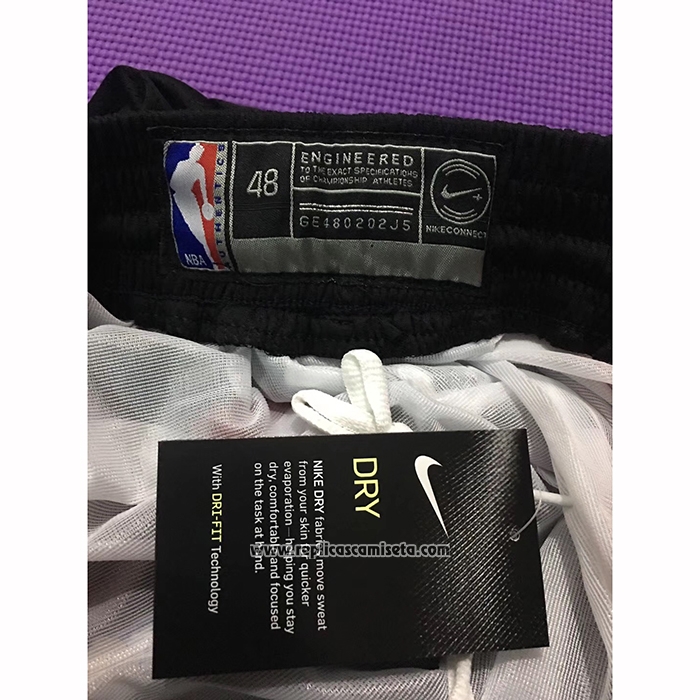 NBA
AUTHENTICS
48
ENGINEERED
TO THE EXACT SPECIFICATIONS
OF CHAMPIONSHIP ATHLETES
GE480202J5
NIKECONNECT
DRY
NIKE DRY fabrics move sweat
from your skin for quicker
evaporation—helping you stay
dry, comfortable and focused
on the task at hand.
With DRI-FIT Technology
www.replicascamiseta.com